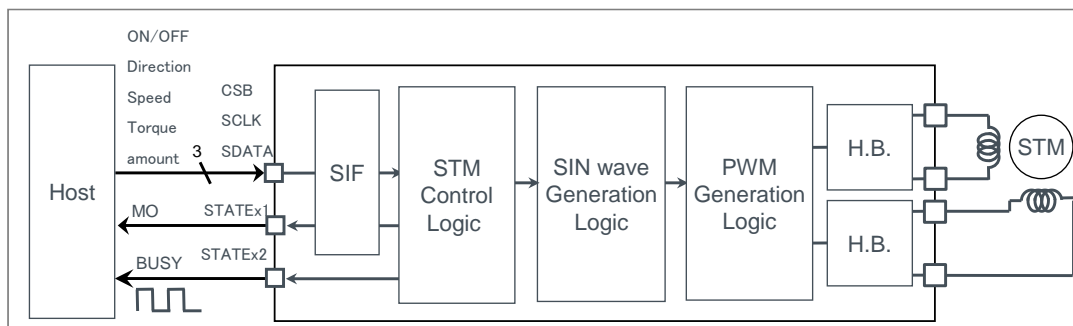 ON/OFF
Direction
Speed
Torque
amount
3
CSB
SCLK
SDATA
Host
MO
STATEx1
BUSY
STATEx2
SIF
STM
Control
Logic
SIN wave
Generation
Logic
PWM
Generation
Logic
H.B.
H.B.
STM